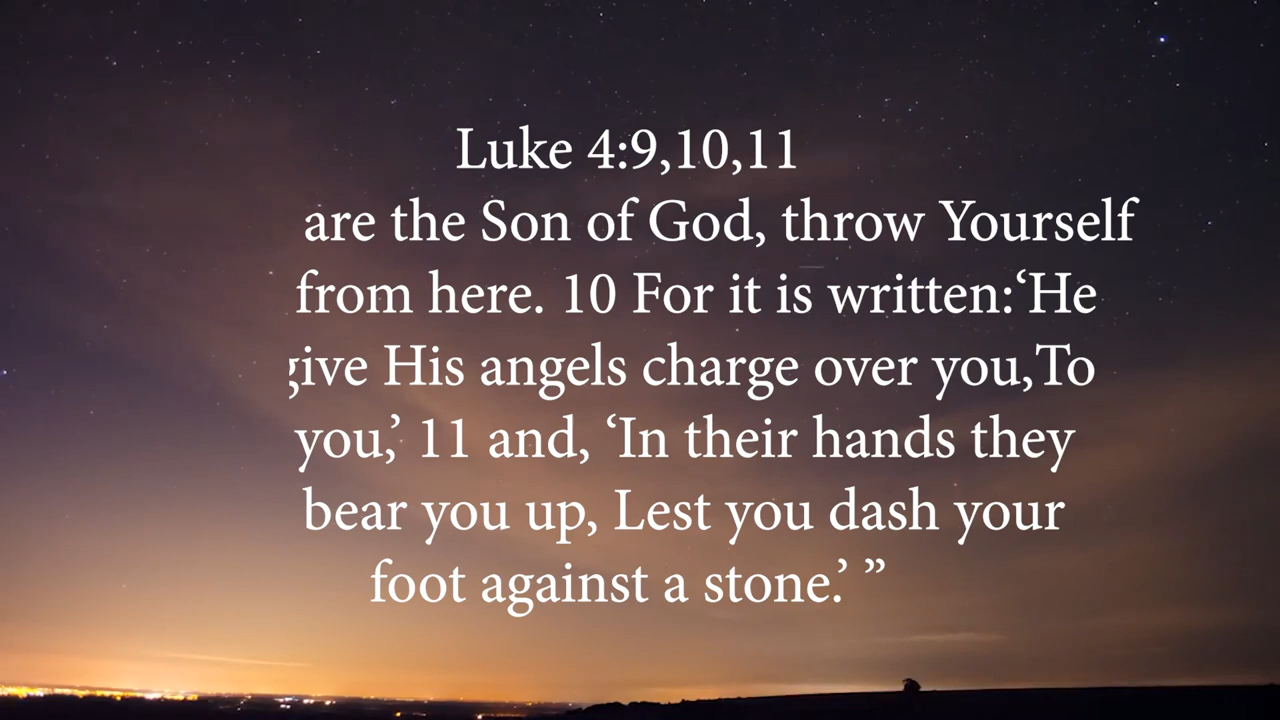 Luke 4:9,10,11
are the Son of God, throw Yourself
from here. 10 For it is written:‘He
give His angels charge over you,To
you,’ 11 and, ‘In their hands they
bear you up, Lest you dash your
foot against a stone.’ ”